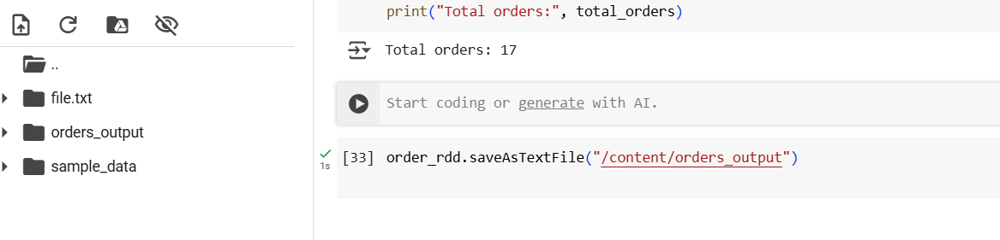 print("Total orders:", total_orders)
Total orders: 17
..
file.txt
Start coding or generate with AI.
orders_output
[33] order_rdd.saveAsTextFile("/content/orders_output")
1s
sample_data